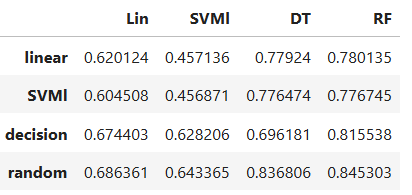 Lin SVMl DT RF
linear 0.620124 0.457136 0.77924 0.780135
SVMl 0.604508 0.456871 0.776474 0.776745
decision 0.674403 0.628206 0.696181 0.815538
random 0.686361 0.643365 0.836806 0.845303